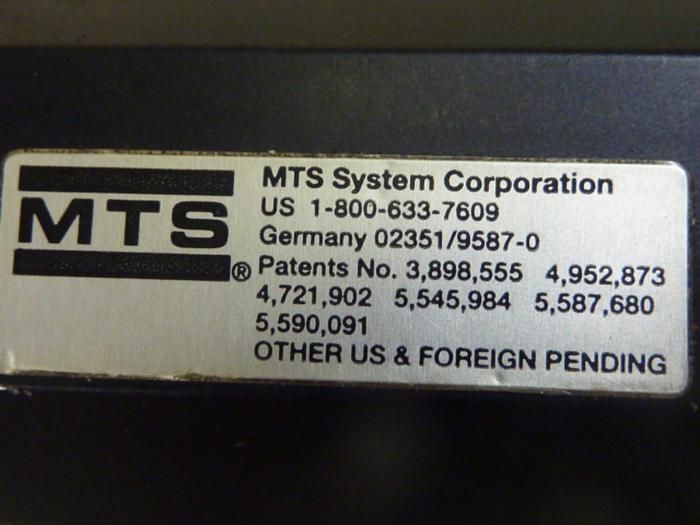 MTS®
MTS System Corporation
US 1-800-633-7609
Germany 02351/9587-0
Patents No. 3,898,555 4,952,873
4,721,902 5,545,984 5,587,680
5,590,091
OTHER US & FOREIGN PENDING